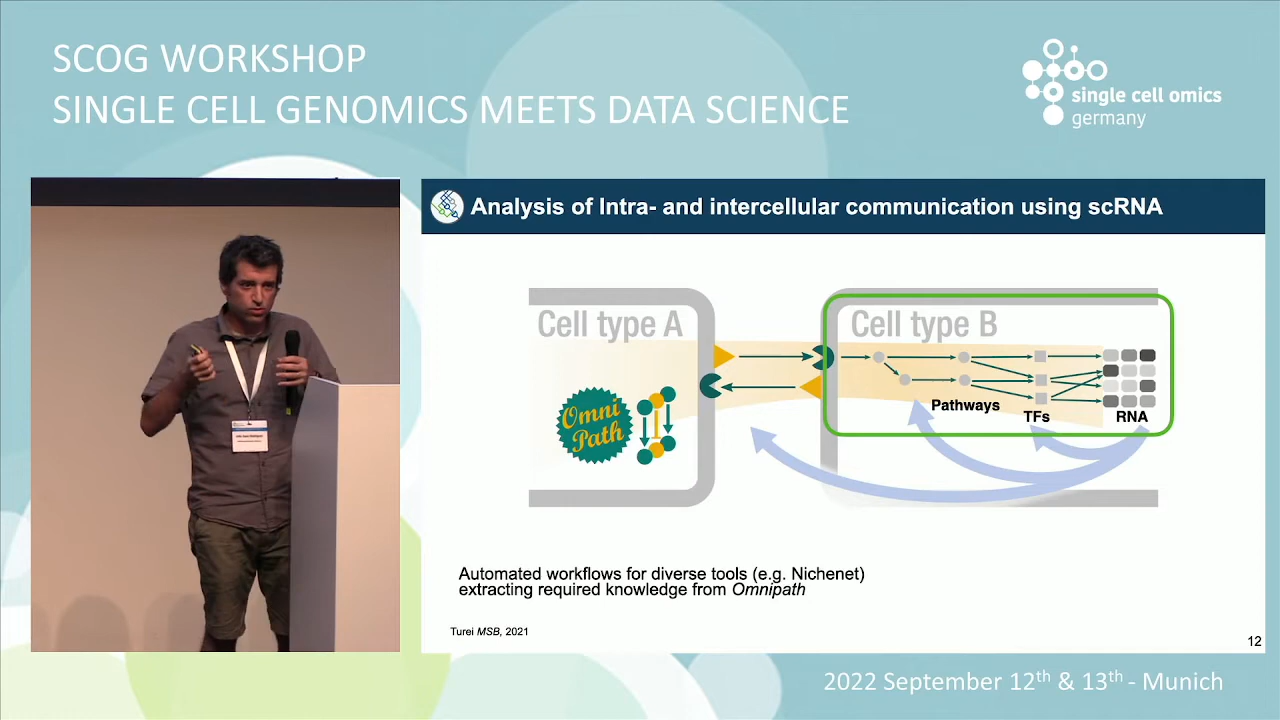 SCOG WORKSHOP
SINGLE CELL GENOMICS MEETS DATA SCIENCE
single cell omics
germany
Analysis of Intra- and intercellular communication using scRNA
Cell type A
Cell type B
Omni
Path
Pathways
TFs
RNA
Automated workflows for diverse tools (e.g. Nichenet)
extracting required knowledge from Omnipath
Turei MSB, 2021
12
2022 September 12th & 13th - Munich